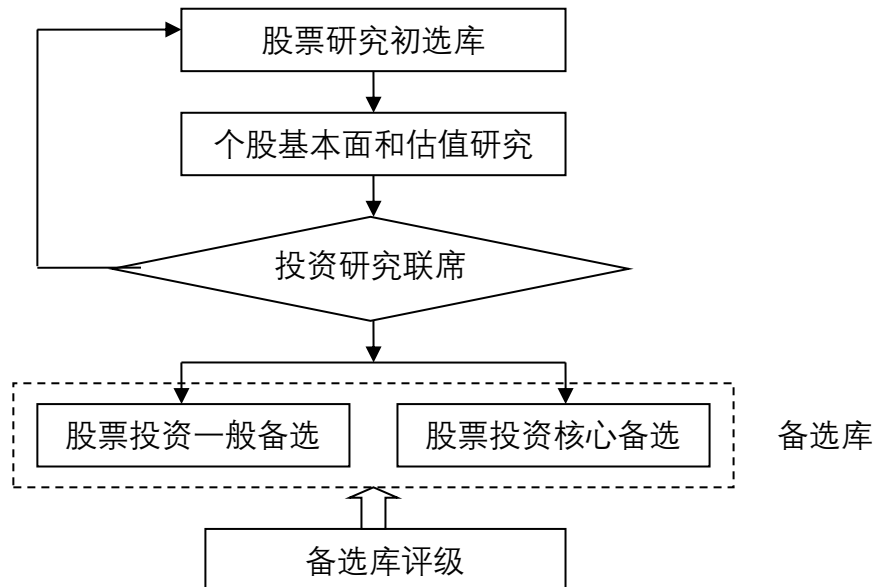 股票研究初选库
个股基本面和估值研究
投资研究联席
股票投资一般备选
股票投资核心备选
备选库
备选库评级